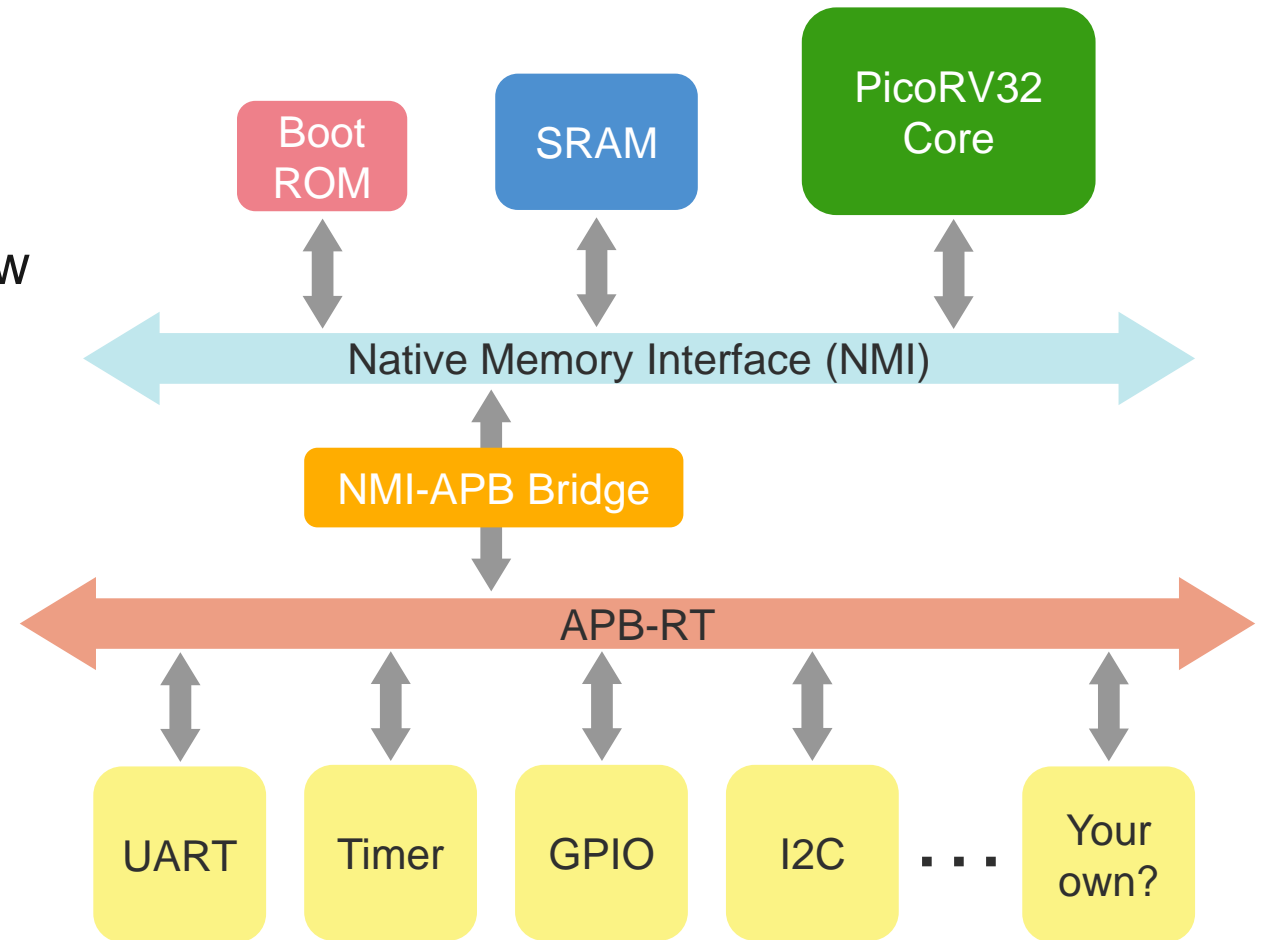 PicoRV32
Core
Boot
ROM
SRAM
Native Memory Interface (NMI)
NMI-APB Bridge
APB-RT
UART
Timer
GPIO
I2C
. . .
Your
own?